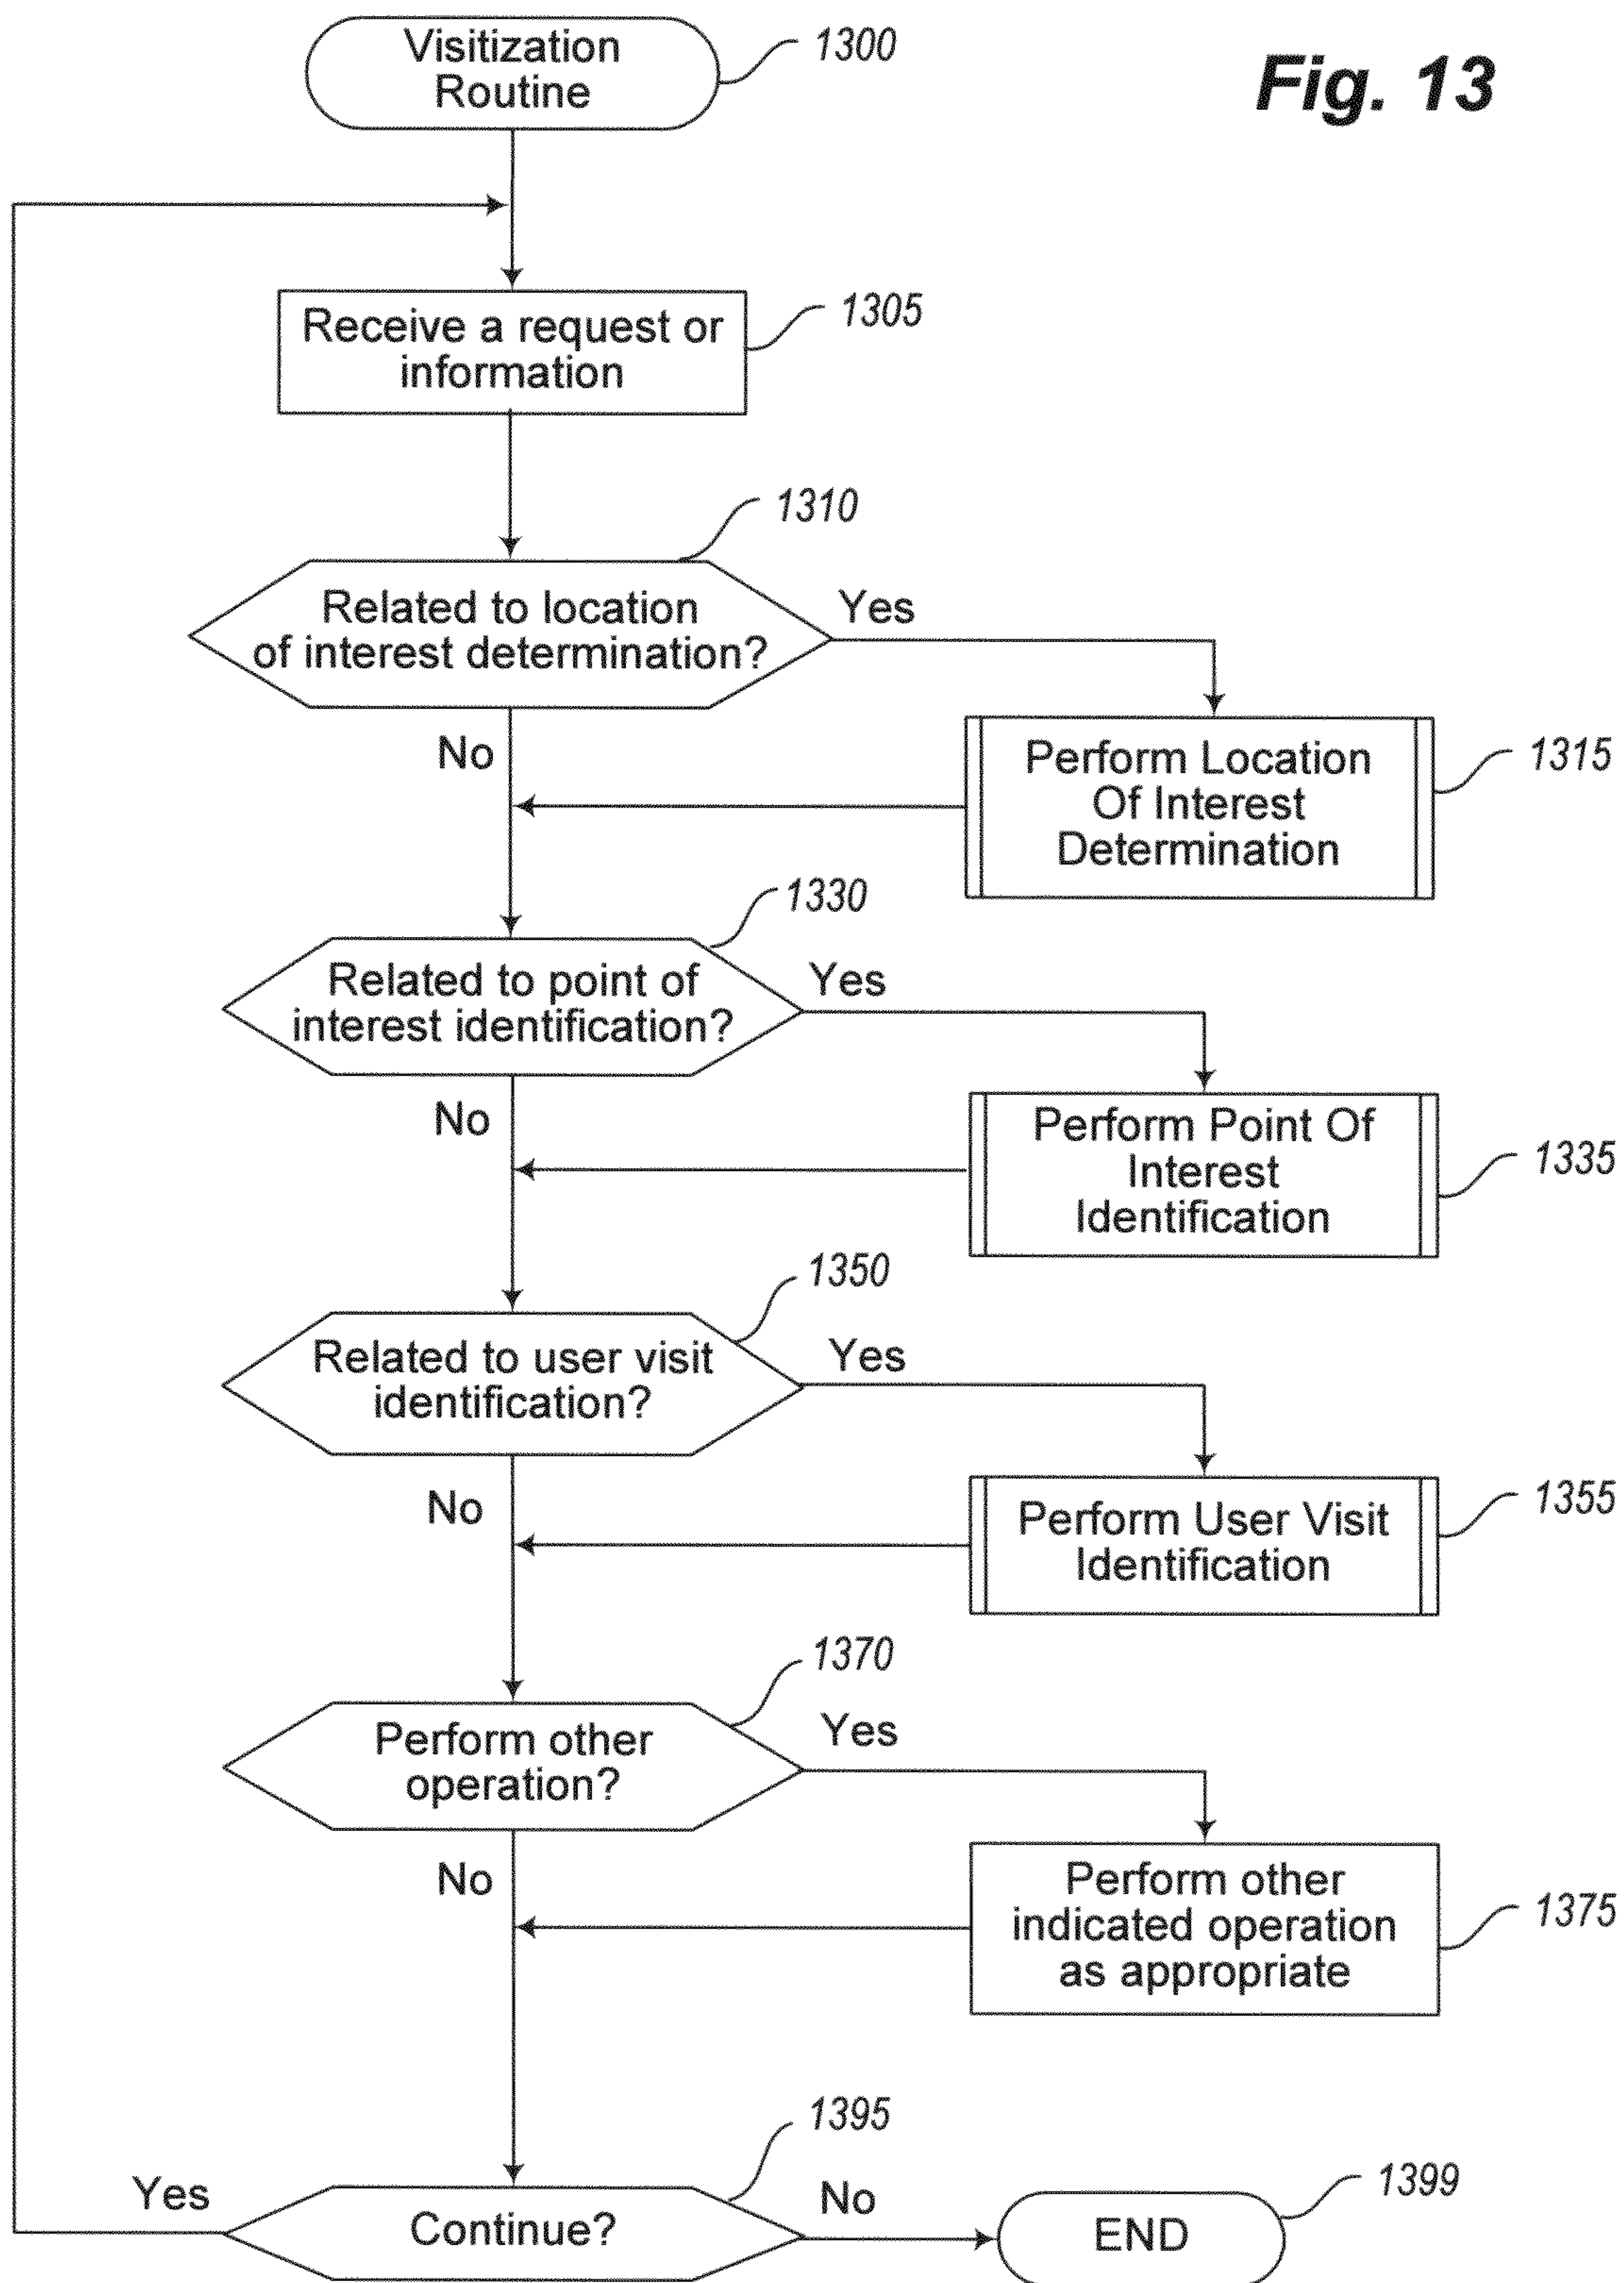 Visitization
Routine
1300
Fig. 13
Receive a request or
information
1305
1310
Related to location
of interest determination?
Yes
No
Perform Location
Of Interest
Determination
1315
1330
Related to point of
interest identification?
Yes
No
Perform Point Of
Interest
Identification
1335
1350
Related to user visit
identification?
Yes
No
Perform User Visit
Identification
1355
1370
Perform other
operation?
Yes
No
Perform other
indicated operation
as appropriate
1375
1395
Yes
Continue?
No
END
1399